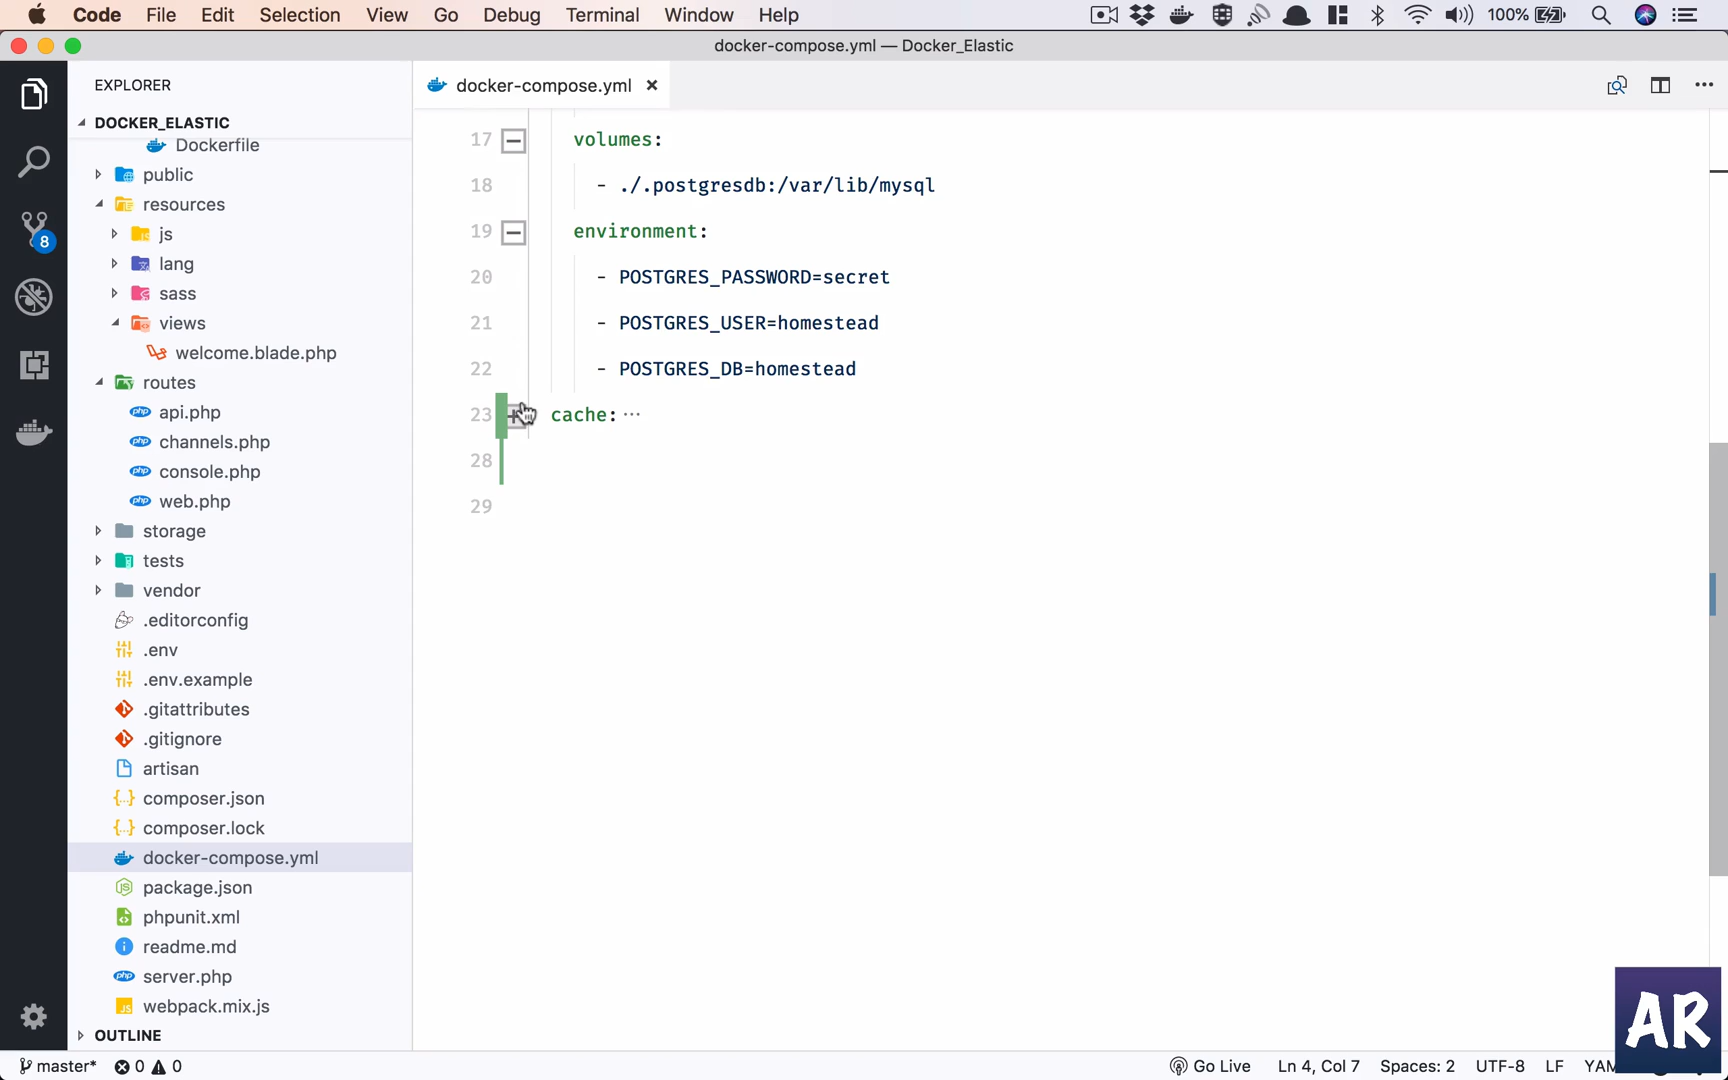 Code File Edit Selection View Go Debug Terminal Window Help 100%
docker-compose.yml — Docker_Elastic
EXPLORER
docker-compose.yml
DOCKER_ELASTIC
Dockerfile
public
resources
js
lang
sass
views
welcome.blade.php
routes
api.php
channels.php
console.php
web.php
storage
tests
vendor
.editorconfig
.env
.env.example
.gitattributes
.gitignore
artisan
composer.json
composer.lock
docker-compose.yml
package.json
phpunit.xml
readme.md
server.php
webpack.mix.js
OUTLINE
8
17 volumes:
18 - ./.postgresdb:/var/lib/mysql
19 environment:
20 - POSTGRES_PASSWORD=secret
21 - POSTGRES_USER=homestead
22 - POSTGRES_DB=homestead
23 cache: ...
28
29
AR
master* 0 0 Go Live Ln 4, Col 7 Spaces: 2 UTF-8 LF